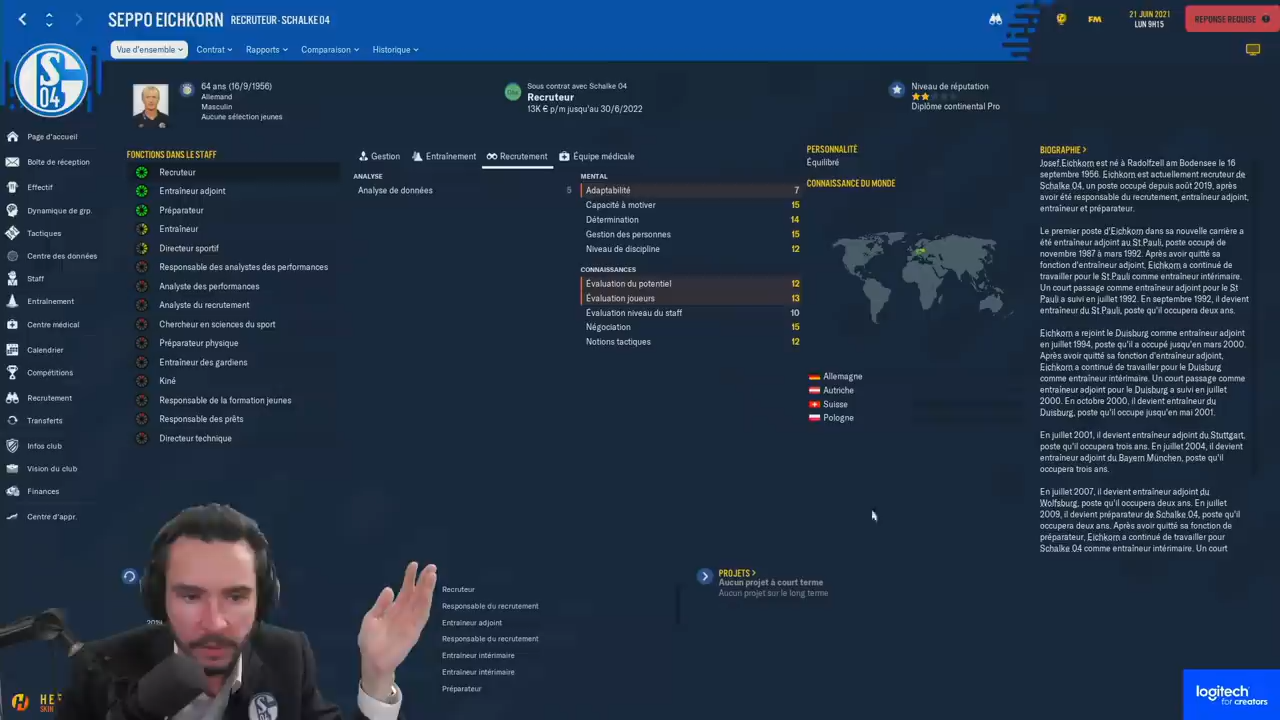 SEPPO EICHKORN RECRUTEUR - SCHALKE 04
FM
21 JUIN 2021
LUN 9H15
RÉPONSE REQUISE
Vue d'ensemble
Contrat
Rapports
Comparaison
Historique
S
04
64 ans (16/9/1956)
Allemand
Masculin
Aucune sélection jeunes
Sous contrat avec Schalke 04
Recruteur
13K € p/m jusqu'au 30/6/2022
Niveau de réputation
Diplôme continental Pro
Page d'accueil
Boîte de réception
Effectif
Dynamique de grp.
Tactiques
Centre des données
Staff
Entraînement
Centre médical
Calendrier
Compétitions
Recrutement
Transferts
Infos club
Vision du club
Finances
Centre d'appr.
FONCTIONS DANS LE STAFF
Recruteur
Entraîneur adjoint
Préparateur
Entraîneur
Directeur sportif
Responsable des analystes des performances
Analyste des performances
Analyste du recrutement
Chercheur en sciences du sport
Préparateur physique
Entraîneur des gardiens
Kiné
Responsable de la formation jeunes
Responsable des prêts
Directeur technique
Gestion
Entraînement
Recrutement
Équipe médicale
ANALYSE
Analyse de données 5
MENTAL
Adaptabilité 7
Capacité à motiver 15
Détermination 14
Gestion des personnes 15
Niveau de discipline 12
CONNAISSANCES
Évaluation du potentiel 12
Évaluation joueurs 13
Évaluation niveau du staff 10
Négociation 15
Notions tactiques 12
PERSONNALITÉ
Équilibré
CONNAISSANCE DU MONDE
Allemagne
Autriche
Suisse
Pologne
BIOGRAPHIE >
Josef Eichkorn est né à Radolfzell am Bodensee le 16
septembre 1956. Eichkorn est actuellement recruteur de
Schalke 04, un poste occupé depuis août 2019, après
avoir été responsable du recrutement, entraîneur adjoint,
entraîneur et préparateur.
Le premier poste d'Eichkorn dans sa nouvelle carrière a
été entraîneur adjoint au St Pauli, poste occupé de
novembre 1987 à mars 1992. Après avoir quitté sa
fonction d'entraîneur adjoint, Eichkorn a continué de
travailler pour le St Pauli comme entraîneur intérimaire.
Un court passage comme entraîneur adjoint pour le St
Pauli a suivi en juillet 1992. En septembre 1992, il devient
entraîneur du St Pauli, poste qu'il occupera deux ans.
Eichkorn a rejoint le Duisburg comme entraîneur adjoint
en juillet 1994, poste qu'il a occupé jusqu'en mars 2000.
Après avoir quitté sa fonction d'entraîneur adjoint,
Eichkorn a continué de travailler pour le Duisburg
comme entraîneur intérimaire. Un court passage comme
entraîneur adjoint pour le Duisburg a suivi en juillet
2000. En octobre 2000, il devient entraîneur du
Duisburg, poste qu'il occupe jusqu'en mai 2001.
En juillet 2001, il devient entraîneur adjoint du Stuttgart,
poste qu'il occupera trois ans. En juillet 2004, il devient
entraîneur adjoint du Bayern München, poste qu'il
occupera trois ans.
En juillet 2007, il devient entraîneur adjoint du
Wolfsburg, poste qu'il occupera deux ans. En juillet
2009, il devient préparateur de Schalke 04, poste qu'il
occupera deux ans. Après avoir quitté sa fonction de
préparateur, Eichkorn a continué de travailler pour
Schalke 04 comme entraîneur intérimaire. Un court
Recruteur
Responsable du recrutement
Entraîneur adjoint
Responsable du recrutement
Entraîneur intérimaire
Entraîneur intérimaire
Préparateur
PROJETS >
Aucun projet à court terme
Aucun projet sur le long terme
SKIN
logitech
for creators